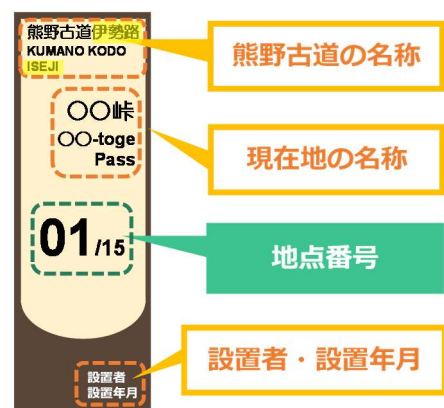 熊野古道伊勢路
KUMANO KODO
ISEJI
熊野古道の名称
〇〇峠
〇〇-toge
Pass
現在地の名称
01/15
地点番号
設置者
設置年月
設置者・設置年月